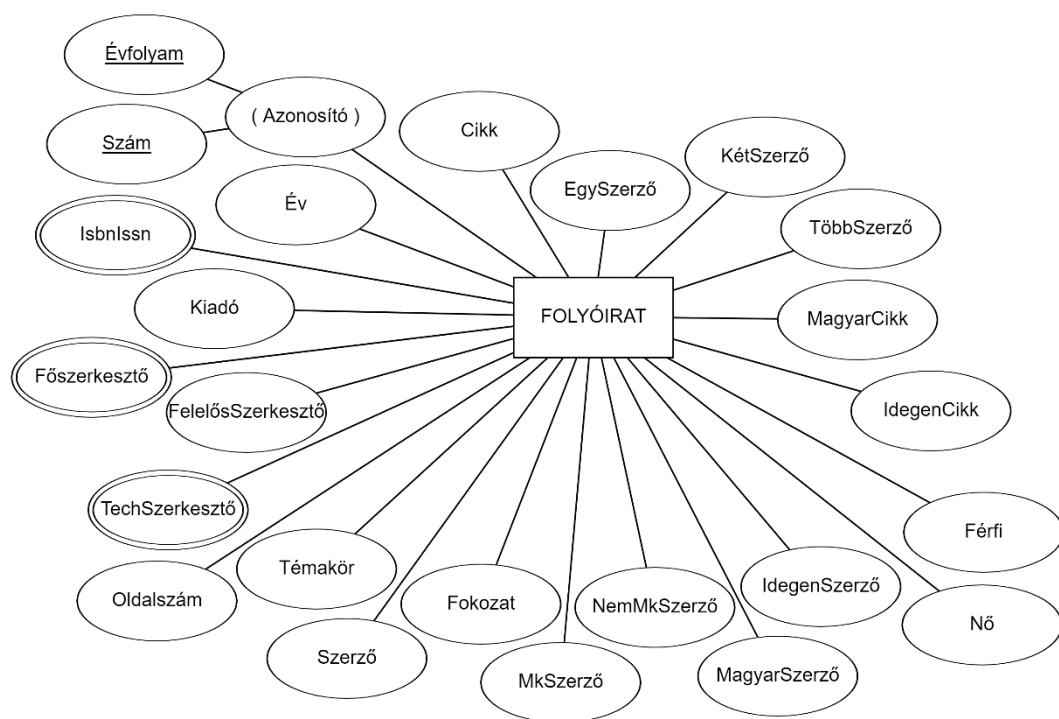 Évfolyam
( Azonosító )
Szám
Cikk
KétSzerző
EgySzerző
Év
TöbbSzerző
IsbnIssn
Kiadó
FOLYÓIRAT
MagyarCikk
Főszerkesztő
FelelősSzerkesztő
IdegenCikk
TechSzerkesztő
Férfi
Témakör
IdegenSzerző
Oldalszám
Fokozat
NemMkSzerző
Nő
Szerző
MkSzerző
MagyarSzerző